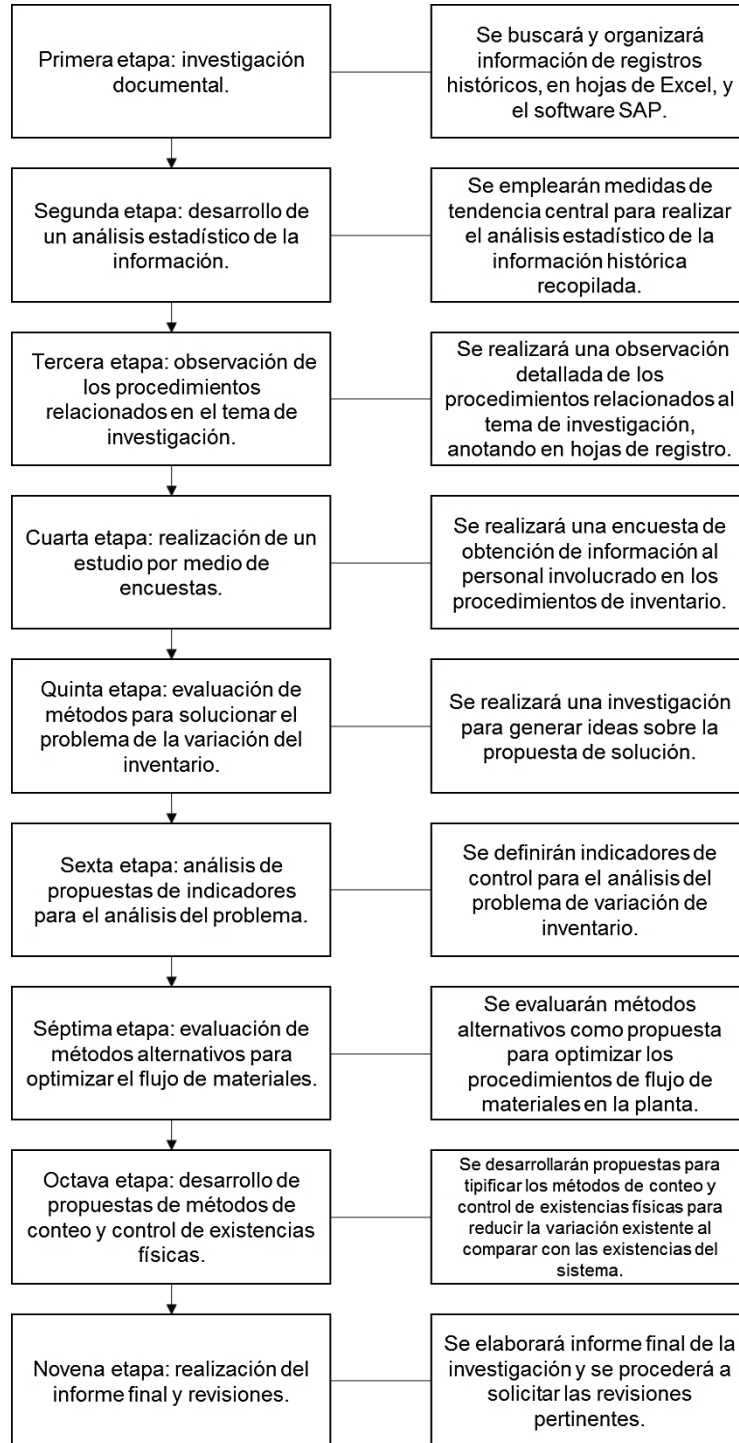 Primera etapa: investigación
documental.
Se buscará y organizará
información de registros
históricos, en hojas de Excel, y
el software SAP.
Segunda etapa: desarrollo de
un análisis estadístico de la
información.
Se emplearán medidas de
tendencia central para realizar
el análisis estadístico de la
información histórica
recopilada.
Tercera etapa: observación de
los procedimientos
relacionados en el tema de
investigación.
Se realizará una observación
detallada de los
procedimientos relacionados al
tema de investigación,
anotando en hojas de registro.
Cuarta etapa: realización de un
estudio por medio de
encuestas.
Se realizará una encuesta de
obtención de información al
personal involucrado en los
procedimientos de inventario.
Quinta etapa: evaluación de
métodos para solucionar el
problema de la variación del
inventario.
Se realizará una investigación
para generar ideas sobre la
propuesta de solución.
Sexta etapa: análisis de
propuestas de indicadores
para el análisis del problema.
Se definirán indicadores de
control para el análisis del
problema de variación de
inventario.
Séptima etapa: evaluación de
métodos alternativos para
optimizar el flujo de materiales.
Se evaluarán métodos
alternativos como propuesta
para optimizar los
procedimientos de flujo de
materiales en la planta.
Octava etapa: desarrollo de
propuestas de métodos de
conteo y control de existencias
físicas.
Se desarrollarán propuestas para
tipificar los métodos de conteo y
control de existencias físicas para
reducir la variación existente al
comparar con las existencias del
sistema.
Novena etapa: realización del
informe final y revisiones.
Se elaborará informe final de la
investigación y se procederá a
solicitar las revisiones
pertinentes.